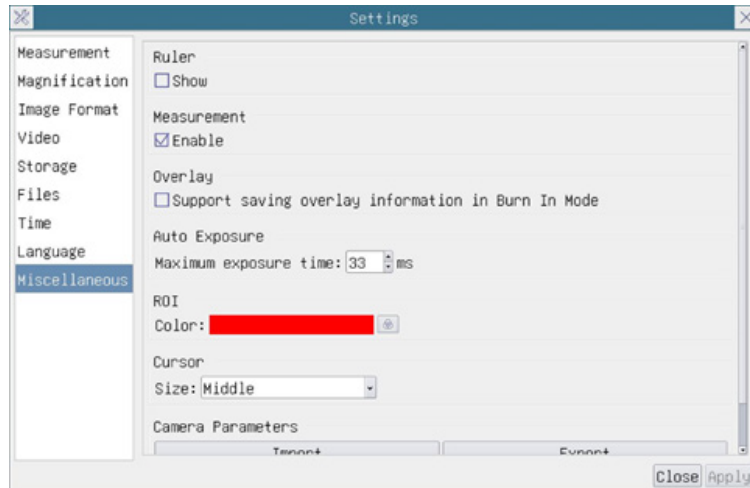 Settings
Measurement
Magnification
Image Format
Video
Storage
Files
Time
Language
Miscellaneous
Ruler
Show
Measurement
Enable
Overlay
Support saving overlay information in Burn In Mode
Auto Exposure
Maximum exposure time: 33 ms
ROI
Color:
Cursor
Size: Middle
Camera Parameters
Import Export
Close Apply